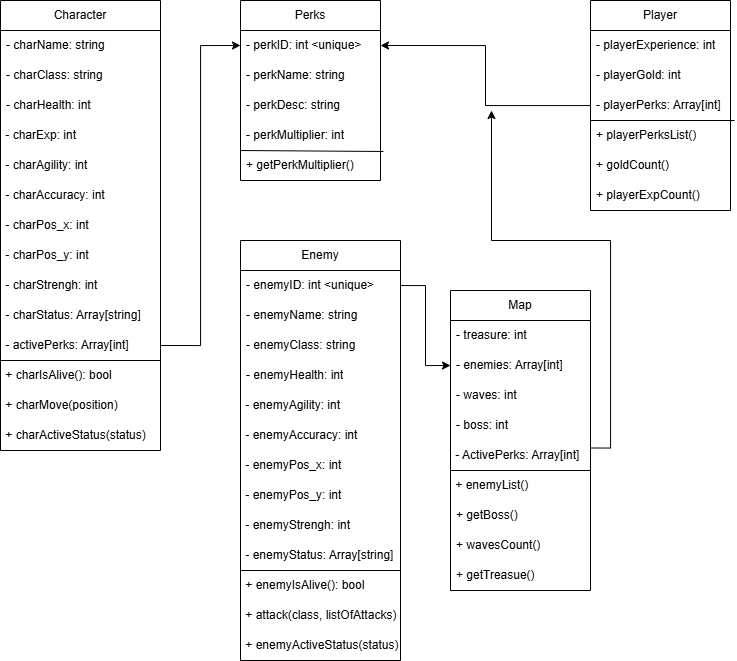 Character
- charName: string
- charClass: string
- charHealth: int
- charExp: int
- charAgility: int
- charAccuracy: int
- charPos_x: int
- charPos_y: int
- charStrengh: int
- charStatus: Array[string]
- activePerks: Array[int]
+ charIsAlive(): bool
+ charMove(position)
+ charActiveStatus(status)
Perks
- perkID: int <unique>
- perkName: string
- perkDesc: string
- perkMultiplier: int
+ getPerkMultiplier()
Player
- playerExperience: int
- playerGold: int
- playerPerks: Array[int]
+ playerPerksList()
+ goldCount()
+ playerExpCount()
Enemy
- enemyID: int <unique>
- enemyName: string
- enemyClass: string
- enemyHealth: int
- enemyAgility: int
- enemyAccuracy: int
- enemyPos_x: int
- enemyPos_y: int
- enemyStrengh: int
- enemyStatus: Array[string]
+ enemyIsAlive(): bool
+ attack(class, listOfAttacks)
+ enemyActiveStatus(status)
Map
- treasure: int
- enemies: Array[int]
- waves: int
- boss: int
- ActivePerks: Array[int]
+ enemyList()
+ getBoss()
+ wavesCount()
+ getTreasue()